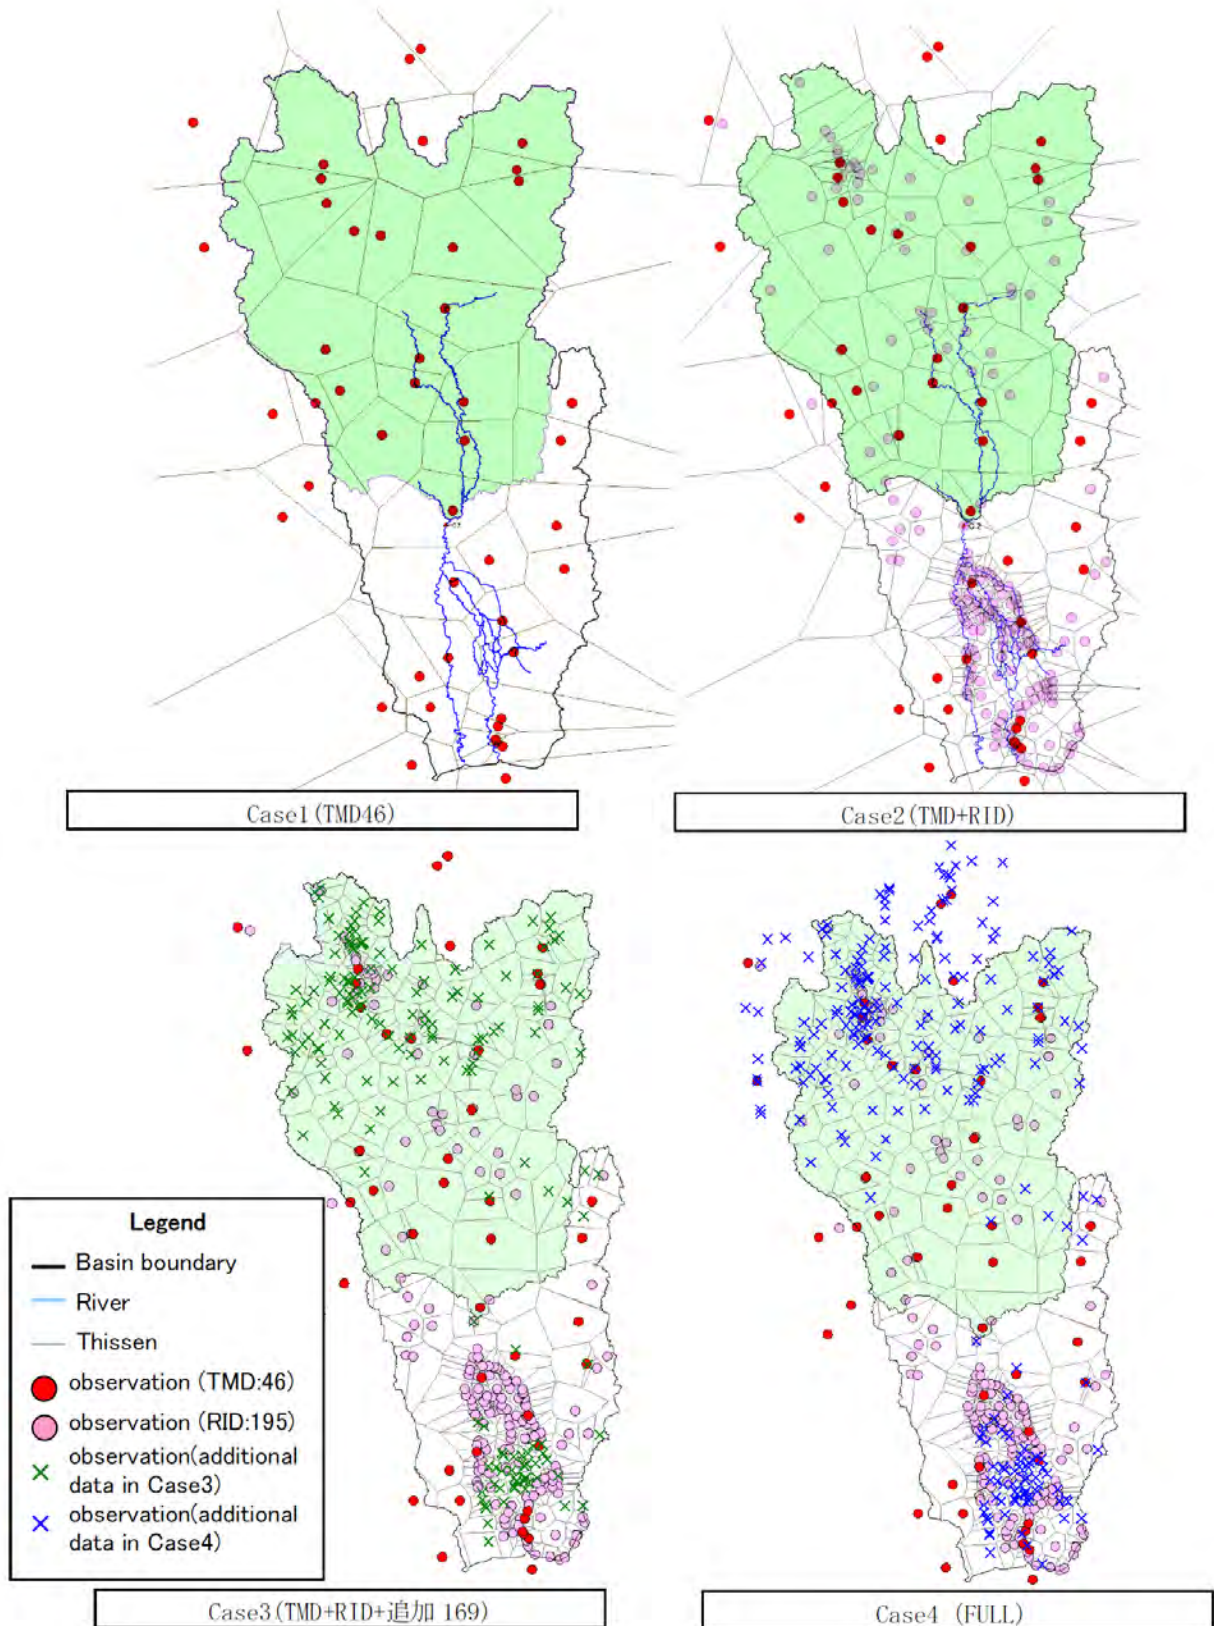 Case1(TMD46)
Case2(TMD+RID)
Legend
Basin boundary
River
Thissen
observation (TMD:46)
observation (RID:195)
observation(additional
data in Case3)
observation(additional
data in Case4)
Case3(TMD+RID+追加 169)
Case4 (FULL)